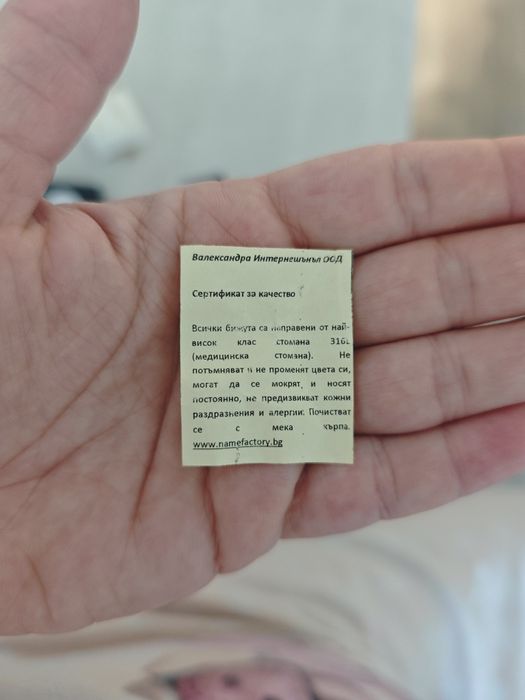 Валександра Интернешънъл ООД
Сертификат за качество
Всички бижута са направени от най-
висок клас стомана 316L
(медицинска стомана). Не
потъмняват и не променят цвета си,
могат да се мокрят и носят
постоянно, не предизвикват кожни
раздразнения и алергии. Почистват
се с мека кърпа.
www.namefactory.bg